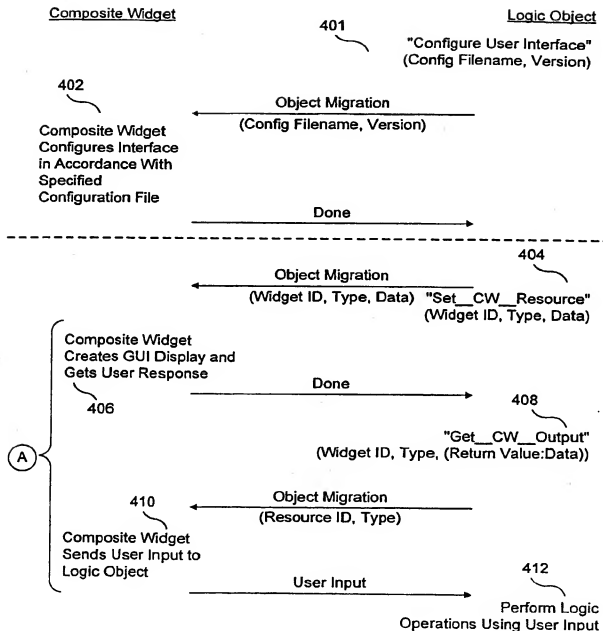 Composite Widget
Logic Object
401
"Configure User Interface"
(Config Filename, Version)
402
Object Migration
(Config Filename, Version)
Composite Widget
Configures Interface
in Accordance With
Specified
Configuration File
Done
404
Object Migration
(Widget ID, Type, Data)
"Set__CW__Resource"
(Widget ID, Type, Data)
Composite Widget
Creates GUI Display and
Gets User Response
406
Done
408
"Get__CW__Output"
(Widget ID, Type, (Return Value:Data))
A
410
Object Migration
(Resource ID, Type)
Composite Widget
Sends User Input to
Logic Object
User Input
412
Perform Logic
Operations Using User Input